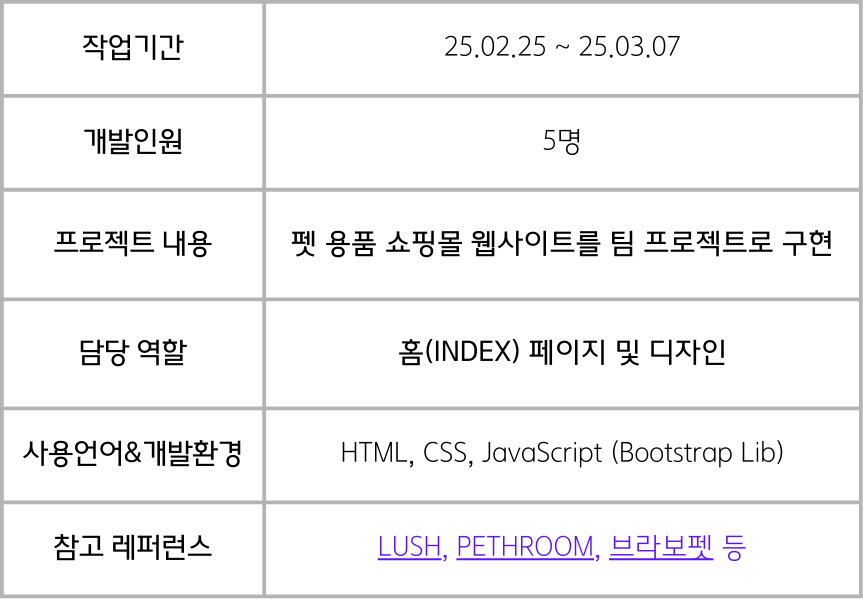 작업기간
25.02.25 ~ 25.03.07
개발인원
5명
프로젝트 내용
펫 용품 쇼핑몰 웹사이트를 팀 프로젝트로 구현
담당 역할
홈(INDEX) 페이지 및 디자인
사용언어&개발환경
HTML, CSS, JavaScript (Bootstrap Lib)
참고 레퍼런스
LUSH, PETHROOM, 브라보펫 등